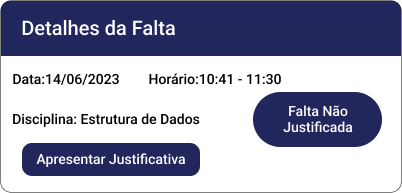 Detalhes da Falta
Data:14/06/2023 Horário:10:41 - 11:30
Disciplina: Estrutura de Dados
Falta Não
Justificada
Apresentar Justificativa